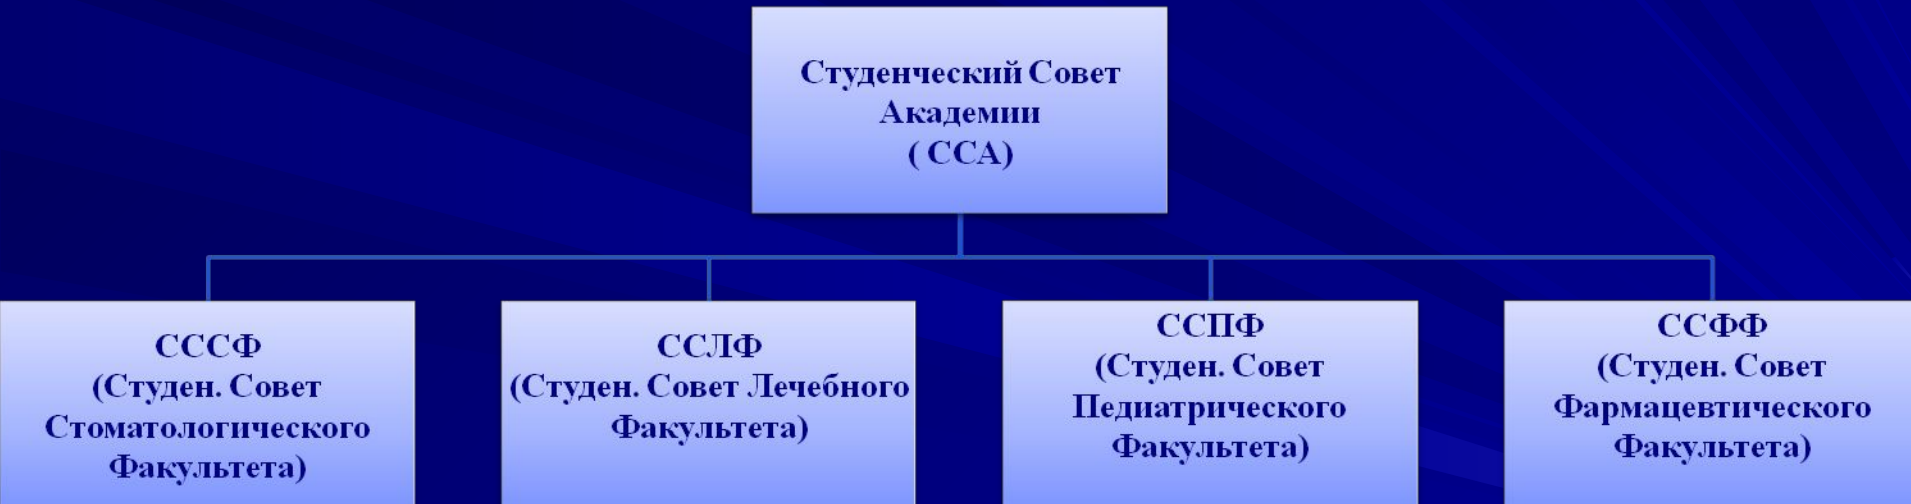 Студенческий Совет
Академии
( ССА)
СССФ
(Студен. Совет
Стоматологического
Факультета)
ССЛФ
(Студен. Совет Лечебного
Факультета)
ССПФ
(Студен. Совет
Педиатрического
Факультета)
ССФФ
(Студен. Совет
Фармацевтического
Факультета)